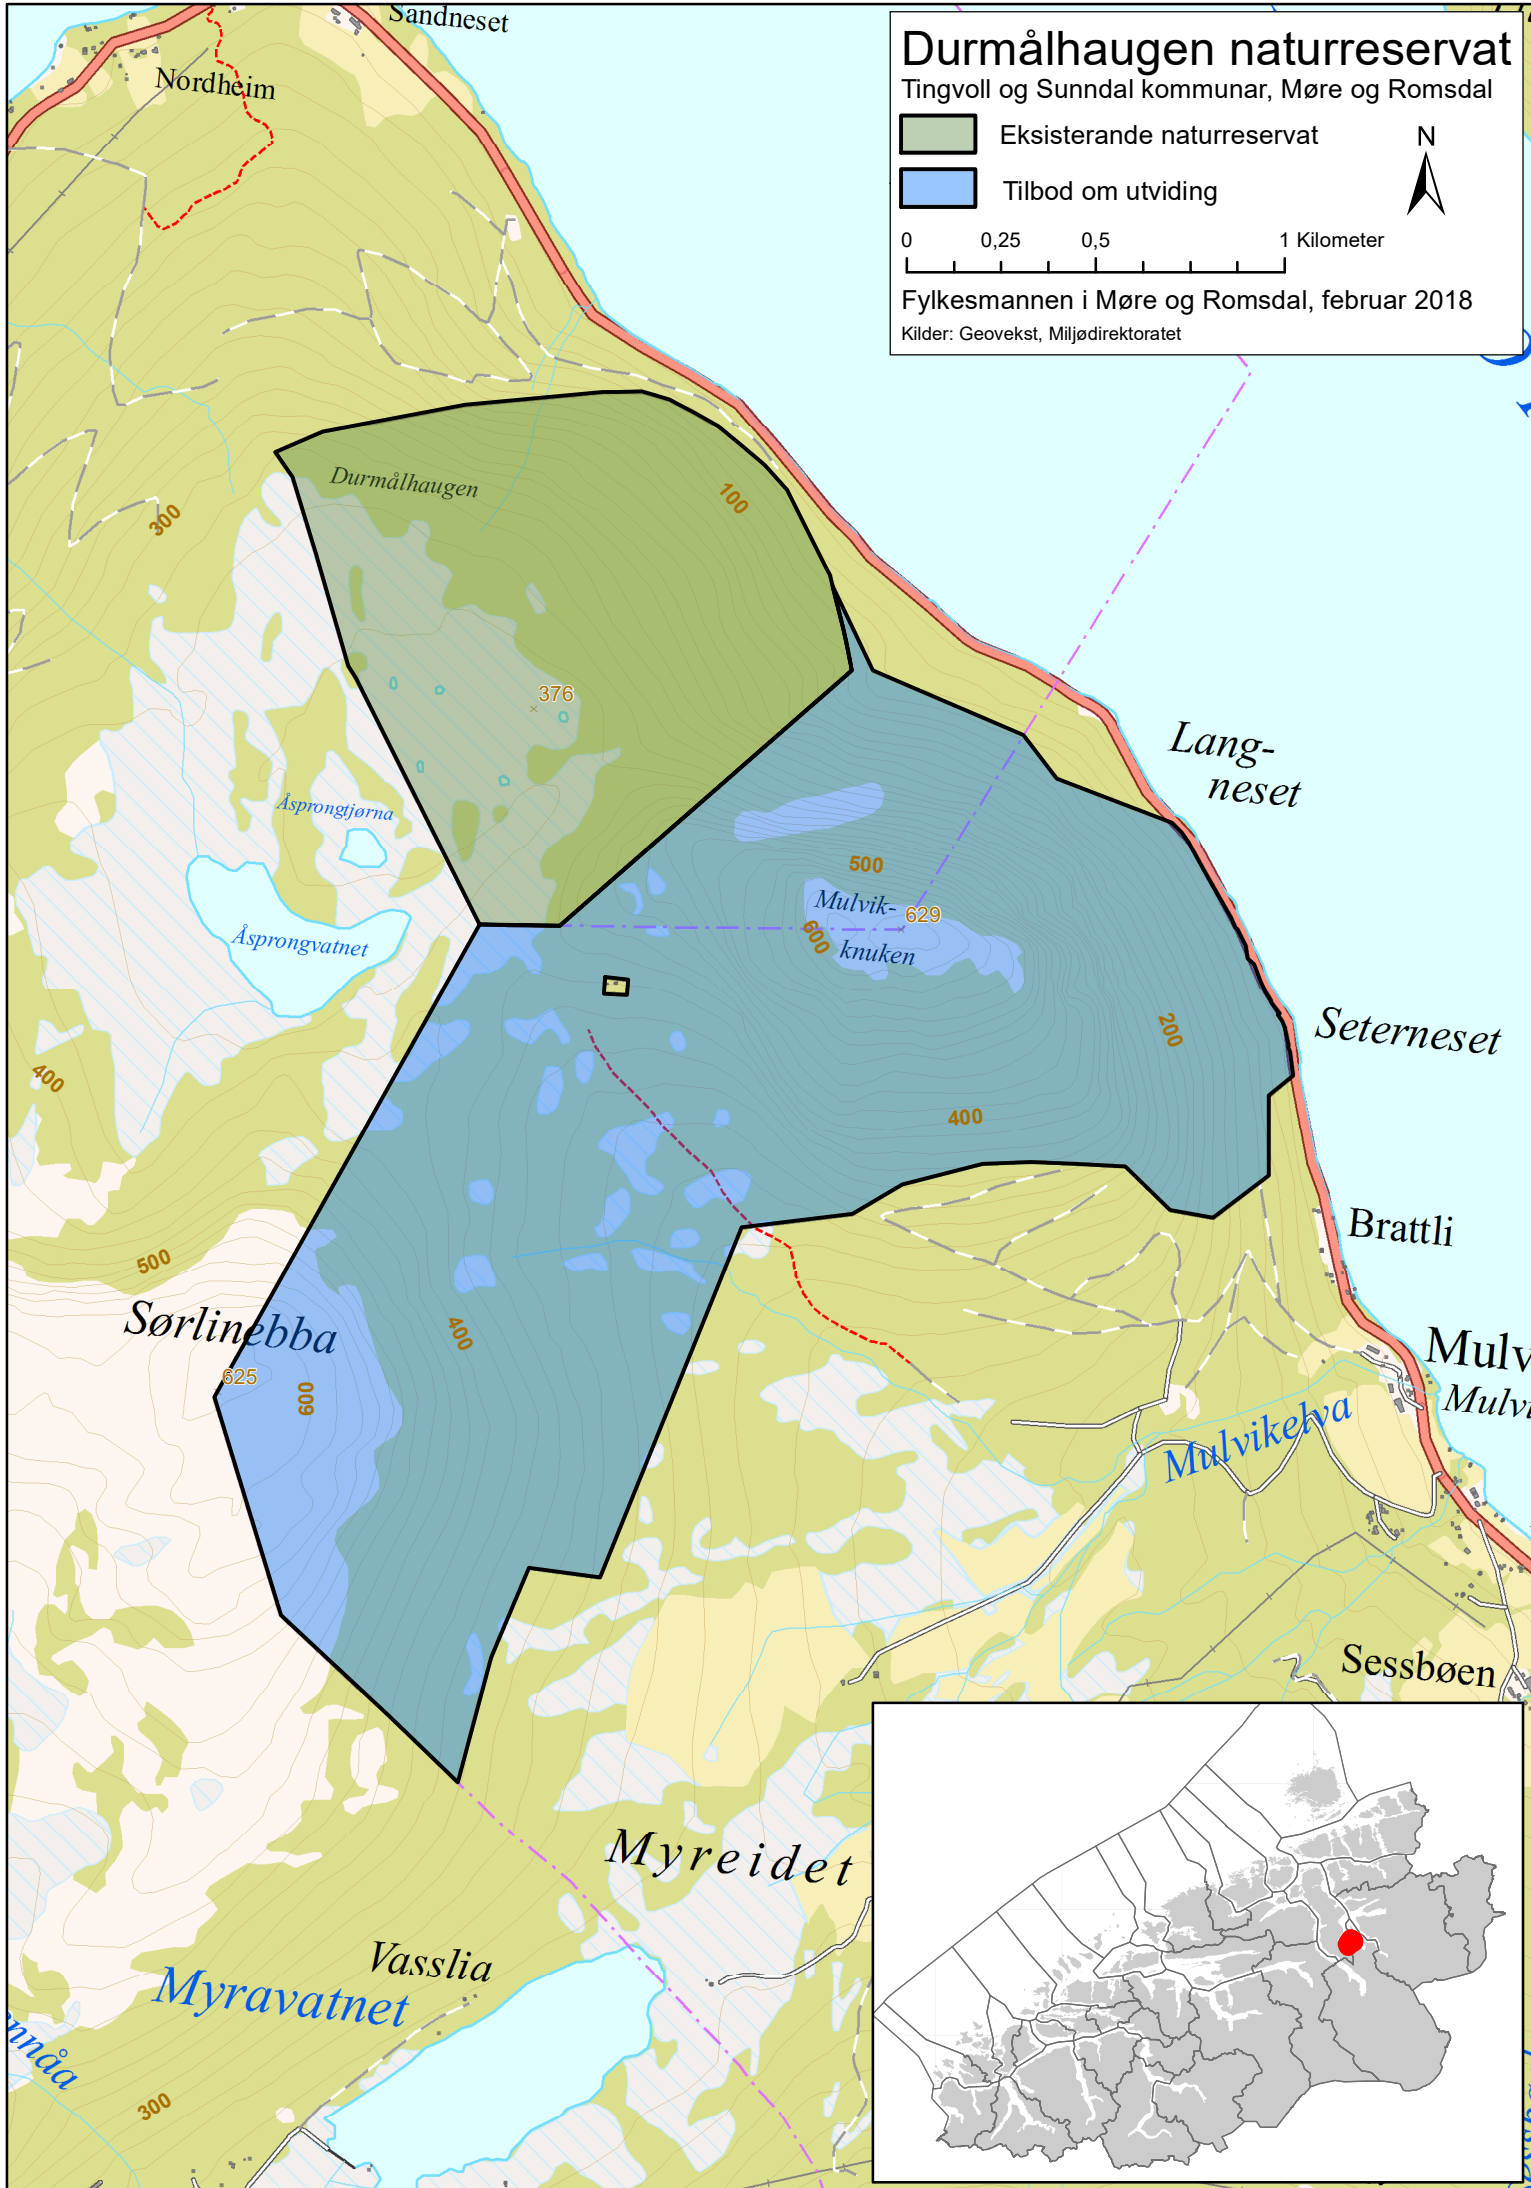 Durmålhaugen naturreservat
Tingvoll og Sunndal kommunar, Møre og Romsdal
Eksisterande naturreservat
N
Tilbod om utviding
0 0,25 0,5 1 Kilometer
Fylkesmannen i Møre og Romsdal, februar 2018
Kilder: Geovekst, Miljødirektoratet
Sandneset
Nordheim
Durmålhaugen
100
300
376
Lang-
neset
Åsprongtjørna
500
Mulvik-
629
600
knuken
Åsprongvatnet
Seterneset
200
400
400
Brattli
500
Sørlinebba
400
625
600
Mulv
Mulvi
Mulvikelva
Sessbøen
Myreidet
Vasslia
Myravatnet
nnåa
300